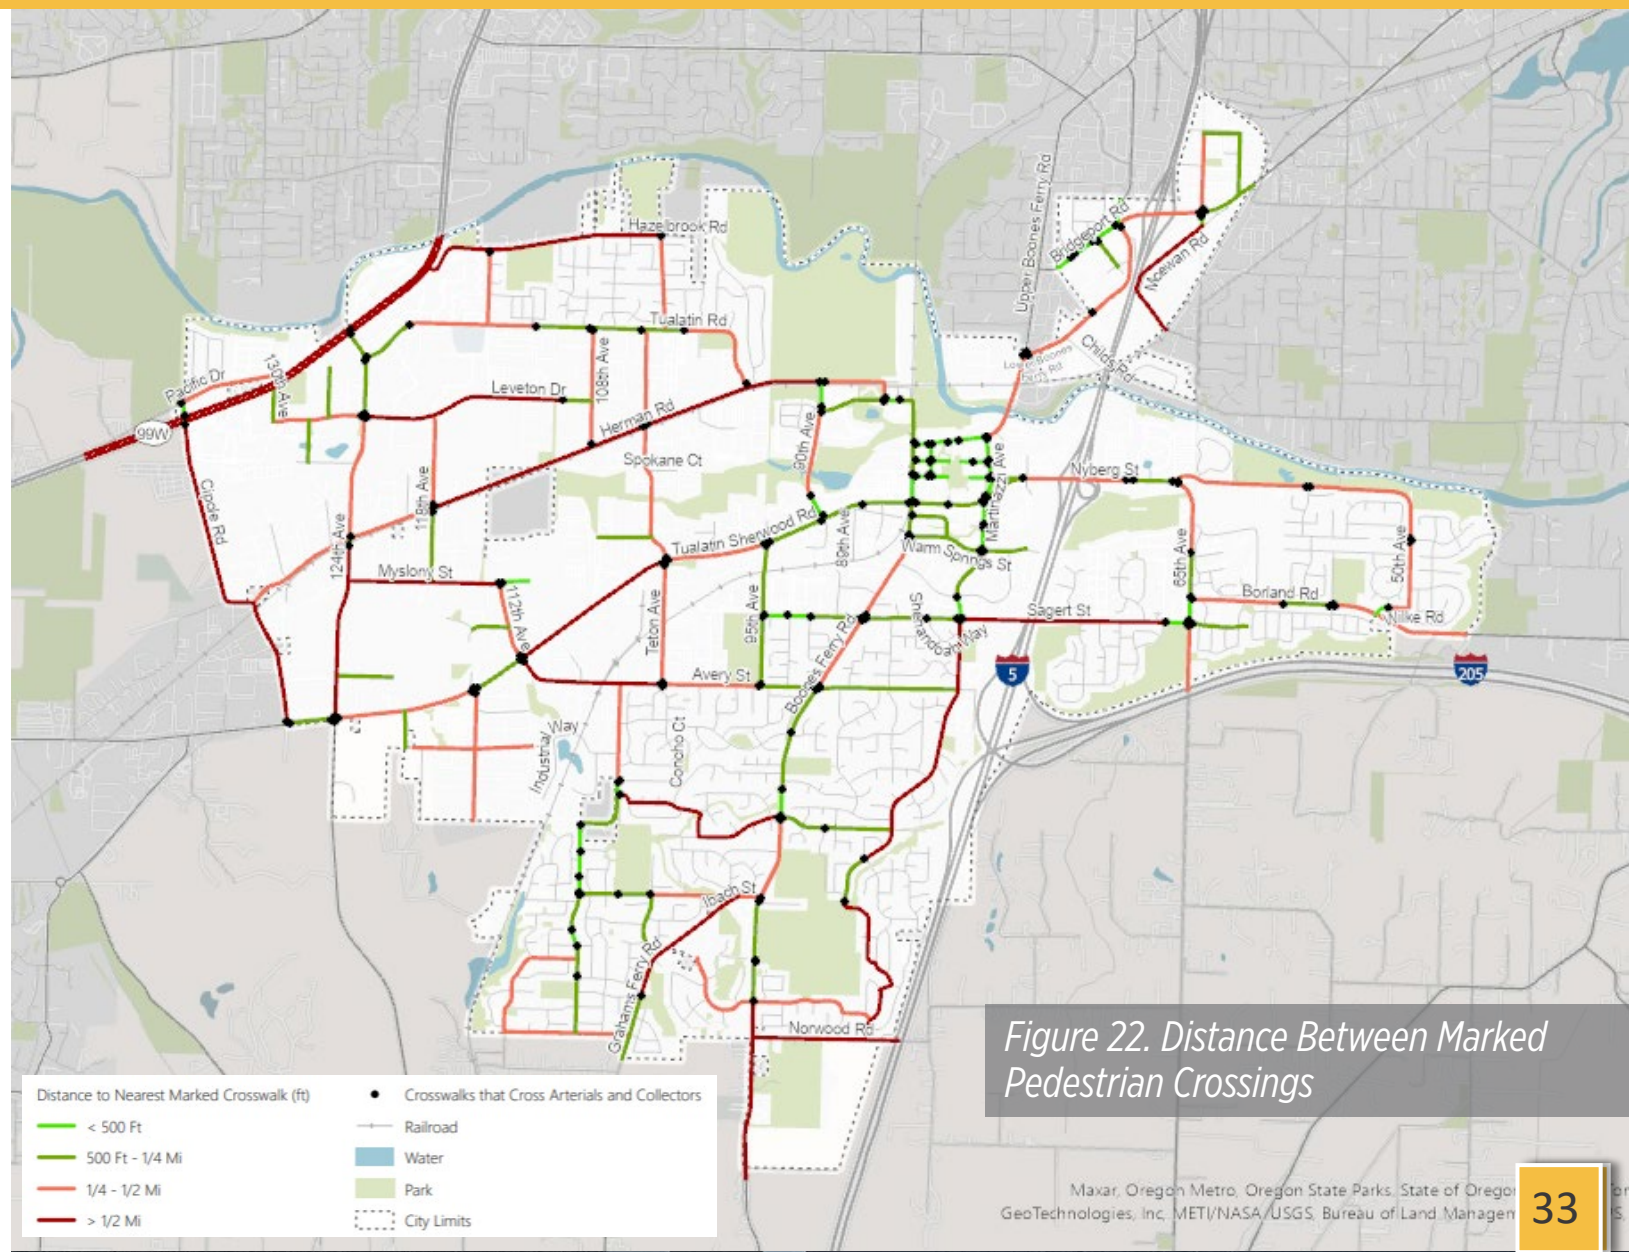 Hazelbrook Rd
Upper Boones Ferry Rd
Bridgeport Rd
Mcewan Rd
Tualatin Rd
Childs Rd
Lower Boones
Ferry Rd
130th Ave
Pacific Dr
99W
Leveton Dr
108th Ave
Herman Rd
90th Ave
Spokane Ct
Nyberg St
Martinazzi Ave
Cipole Rd
118th Ave
124th Ave
Tualatin Sherwood Rd
89th Ave
Warm Springs St
65th Ave
50th Ave
Myslony St
112th Ave
Borland Rd
Wilke Rd
Teton Ave
95th Ave
Shenandoah Way
Sagert St
Boones Ferry Rd
Avery St
5
205
Industrial Way
Concho Ct
Ibach St
Grahams Ferry Rd
Norwood Rd
Figure 22. Distance Between Marked
Pedestrian Crossings
Distance to Nearest Marked Crosswalk (ft)
< 500 Ft
500 Ft - 1/4 Mi
1/4 - 1/2 Mi
> 1/2 Mi
Crosswalks that Cross Arterials and Collectors
Railroad
Water
Park
City Limits
Maxar, Oregon Metro, Oregon State Parks, State of Oregon
GeoTechnologies, Inc, METI/NASA, USGS, Bureau of Land
33